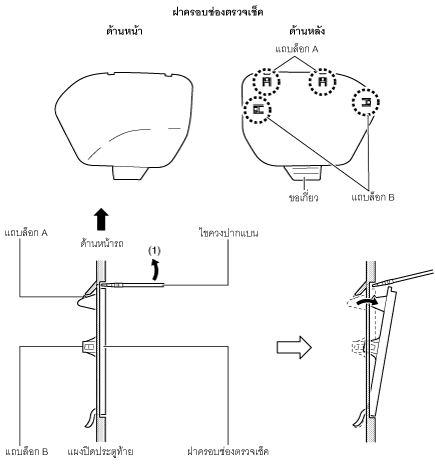 ฝาครอบช่องตรวจเช็ค
ด้านหน้า
ด้านหลัง
แถบล็อก A
ขอเกี่ยว
แถบล็อก B
แถบล็อก A
ด้านหน้ารถ
(1)
ไขควงปากแบน
แถบล็อก B
แผงปิดประตูท้าย
ฝาครอบช่องตรวจเช็ค